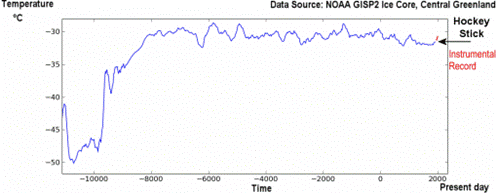 Temperature
°C
Data Source: NOAA GISP2 Ice Core, Central Greenland
Hockey
Stick
Instrumental
Record
−30
−35
−40
−45
−50
−10000
−8000
−6000
−4000
−2000
0
2000
Time
Present day